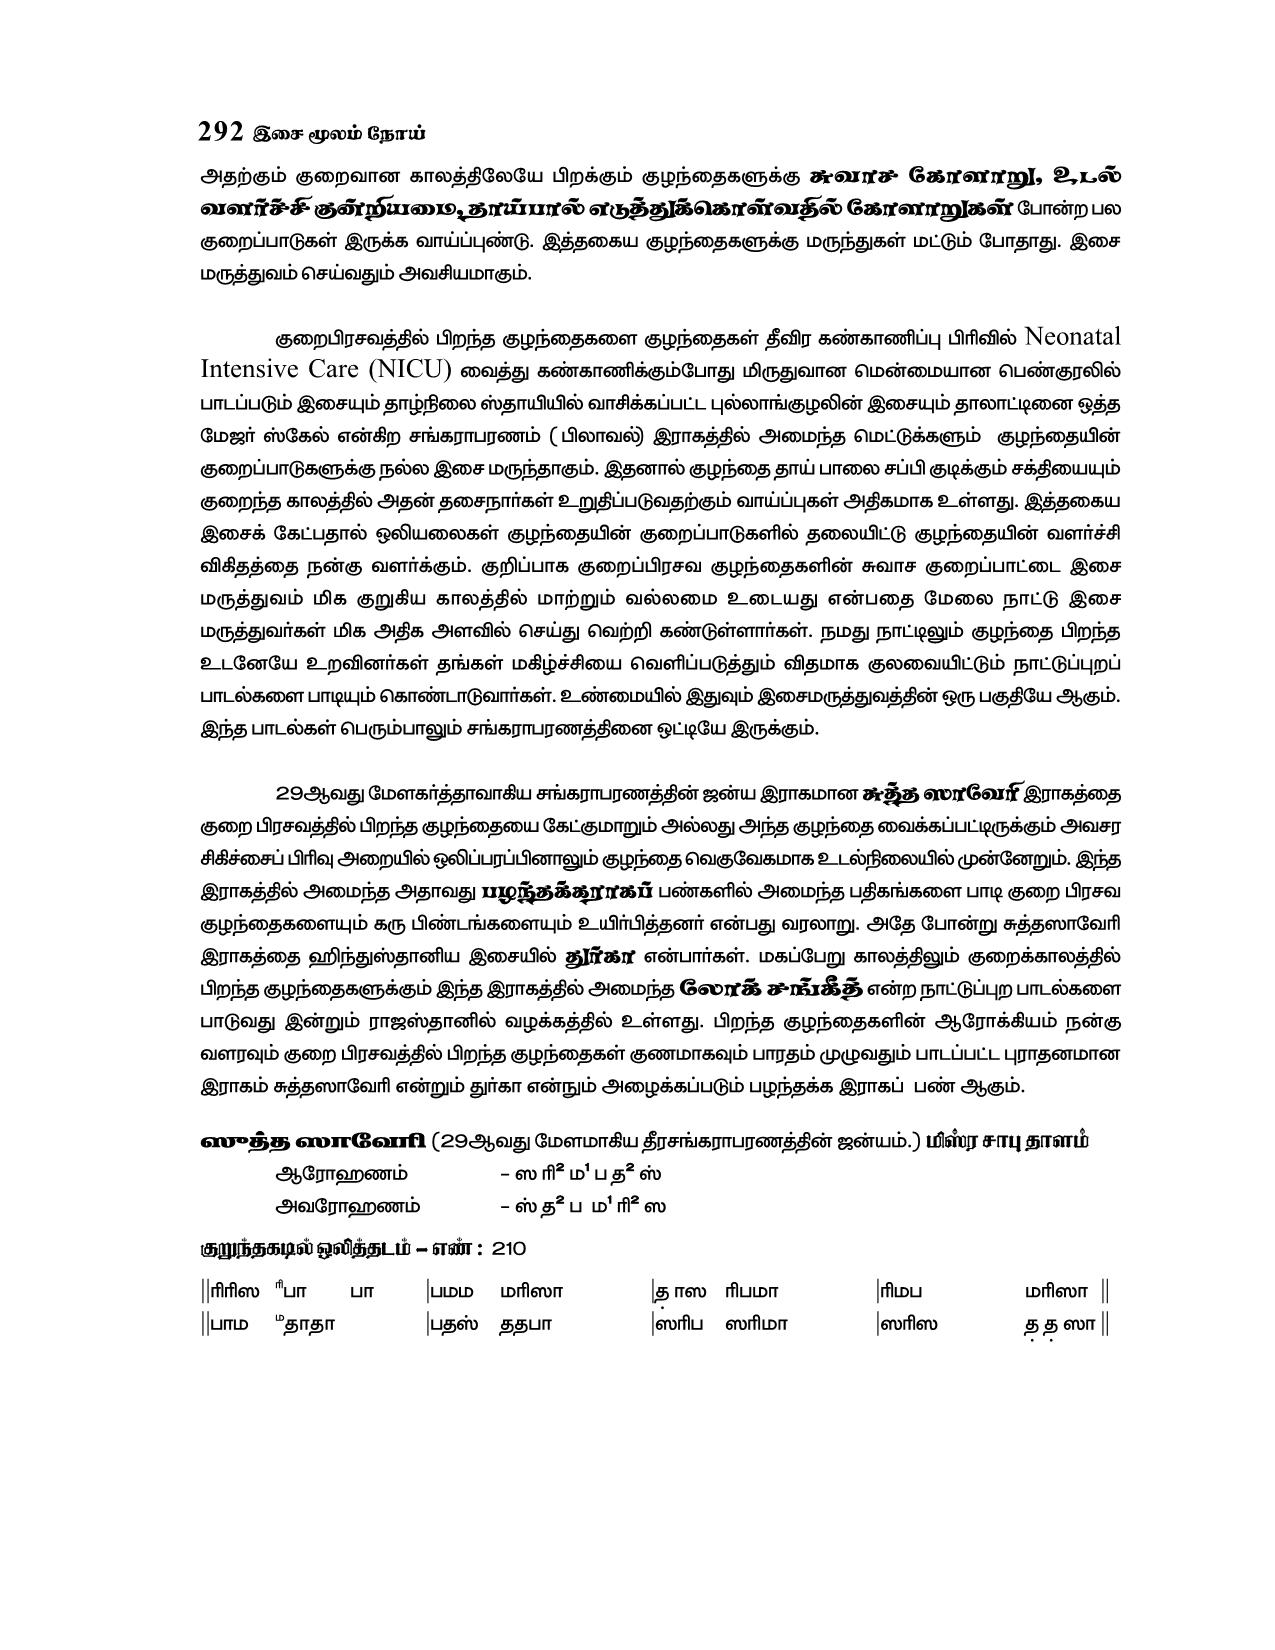 292 இசை மூலம் நோய்
அதற்கும் குறைவான காலத்திலேயே பிறக்கும் குழந்தைகளுக்கு சுவாச கோளாறு, உடல்
வளர்ச்சி குன்றியமை, தாய்பால் எடுத்துக்கொள்வதில் கோளாறுகள் போன்ற பல
குறைப்பாடுகள் இருக்க வாய்ப்புண்டு. இத்தகைய குழந்தைகளுக்கு மருந்துகள் மட்டும் போதாது. இசை
மருத்துவம் செய்வதும் அவசியமாகும்.
குறைபிரசவத்தில் பிறந்த குழந்தைகளை குழந்தைகள் தீவிர கண்காணிப்பு பிரிவில் Neonatal
Intensive Care (NICU) வைத்து கண்காணிக்கும்போது மிருதுவான மென்மையான பெண்குரலில்
பாடப்படும் இசையும் தாழ்நிலை ஸ்தாயியில் வாசிக்கப்பட்ட புல்லாங்குழலின் இசையும் தாலாட்டினை ஒத்த
மேஜர் ஸ்கேல் என்கிற சங்கராபரணம் ( பிலாவல்) இராகத்தில் அமைந்த மெட்டுக்களும் குழந்தையின்
குறைப்பாடுகளுக்கு நல்ல இசை மருந்தாகும். இதனால் குழந்தை தாய் பாலை சப்பி குடிக்கும் சக்தியையும்
குறைந்த காலத்தில் அதன் தசைநார்கள் உறுதிப்படுவதற்கும் வாய்ப்புகள் அதிகமாக உள்ளது. இத்தகைய
இசைக் கேட்பதால் ஒலியலைகள் குழந்தையின் குறைப்பாடுகளில் தலையிட்டு குழந்தையின் வளர்ச்சி
விகிதத்தை நன்கு வளர்க்கும். குறிப்பாக குறைப்பிரசவ குழந்தைகளின் சுவாச குறைப்பாட்டை இசை
மருத்துவம் மிக குறுகிய காலத்தில் மாற்றும் வல்லமை உடையது என்பதை மேலை நாட்டு இசை
மருத்துவர்கள் மிக அதிக அளவில் செய்து வெற்றி கண்டுள்ளார்கள். நமது நாட்டிலும் குழந்தை பிறந்த
உடனேயே உறவினர்கள் தங்கள் மகிழ்ச்சியை வெளிப்படுத்தும் விதமாக குலவையிட்டும் நாட்டுப்புறப்
பாடல்களை பாடியும் கொண்டாடுவார்கள். உண்மையில் இதுவும் இசைமருத்துவத்தின் ஒரு பகுதியே ஆகும்.
இந்த பாடல்கள் பெரும்பாலும் சங்கராபரணத்தினை ஒட்டியே இருக்கும்.
29ஆவது மேளகர்த்தாவாகிய சங்கராபரணத்தின் ஜன்ய இராகமான சுத்த ஸாவேரி இராகத்தை
குறை பிரசவத்தில் பிறந்த குழந்தையை கேட்குமாறும் அல்லது அந்த குழந்தை வைக்கப்பட்டிருக்கும் அவசர
சிகிச்சைப் பிரிவு அறையில் ஒலிப்பரப்பினாலும் குழந்தை வெகுவேகமாக உடல்நிலையில் முன்னேறும். இந்த
இராகத்தில் அமைந்த அதாவது பழந்தக்கராகப் பண்களில் அமைந்த பதிகங்களை பாடி குறை பிரசவ
குழந்தைகளையும் கரு பிண்டங்களையும் உயிர்பித்தனர் என்பது வரலாறு. அதே போன்று சுத்தஸாவேரி
இராகத்தை ஹிந்துஸ்தானிய இசையில் துர்கா என்பார்கள். மகப்பேறு காலத்திலும் குறைக்காலத்தில்
பிறந்த குழந்தைகளுக்கும் இந்த இராகத்தில் அமைந்த லோக் சங்கீத் என்ற நாட்டுப்புற பாடல்களை
பாடுவது இன்றும் ராஜஸ்தானில் வழக்கத்தில் உள்ளது. பிறந்த குழந்தைகளின் ஆரோக்கியம் நன்கு
வளரவும் குறை பிரசவத்தில் பிறந்த குழந்தைகள் குணமாகவும் பாரதம் முழுவதும் பாடப்பட்ட புராதனமான
இராகம் சுத்தஸாவேரி என்றும் துர்கா என்நும் அழைக்கப்படும் பழந்தக்க இராகப் பண் ஆகும்.
ஸுத்த ஸாவேரி (29ஆவது மேளமாகிய தீரசங்கராபரணத்தின் ஜன்யம்.) மிஸ்ர சாபு தாளம்
ஆரோஹணம் – ஸ ரி² ம¹ ப த² ஸ்
அவரோஹணம் – ஸ் த² ப ம¹ ரி² ஸ
குறுந்தகடில் ஒலித்தடம் – எண் : 210
||ரிரிஸ ரிபா பா |பமம மரிஸா |த̣ாஸ ரிபமா |ரிமப மரிஸா ||
||பாம மதாதா |பதஸ் ததபா |ஸ்ரிப ஸரிமா |ஸரிஸ த̣ த̣ ஸா ||